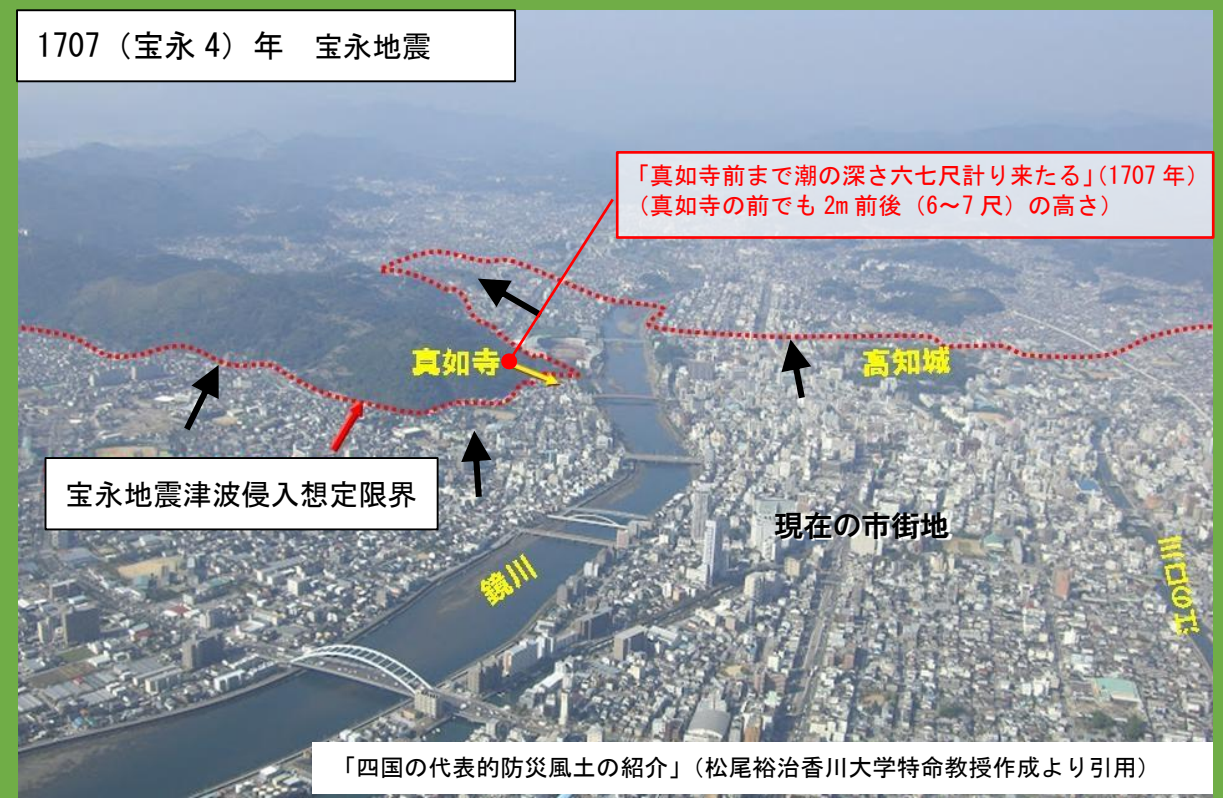 1707（宝永 4）年　宝永地震
「真如寺前まで潮の深さ六七尺計り来たる」（1707 年）
（真如寺の前でも 2m 前後（6～7 尺）の高さ）
真如寺
高知城
宝永地震津波侵入想定限界
現在の市街地
鏡川
江の口川
「四国の代表的防災風土の紹介」（松尾裕治香川大学特命教授作成より引用）